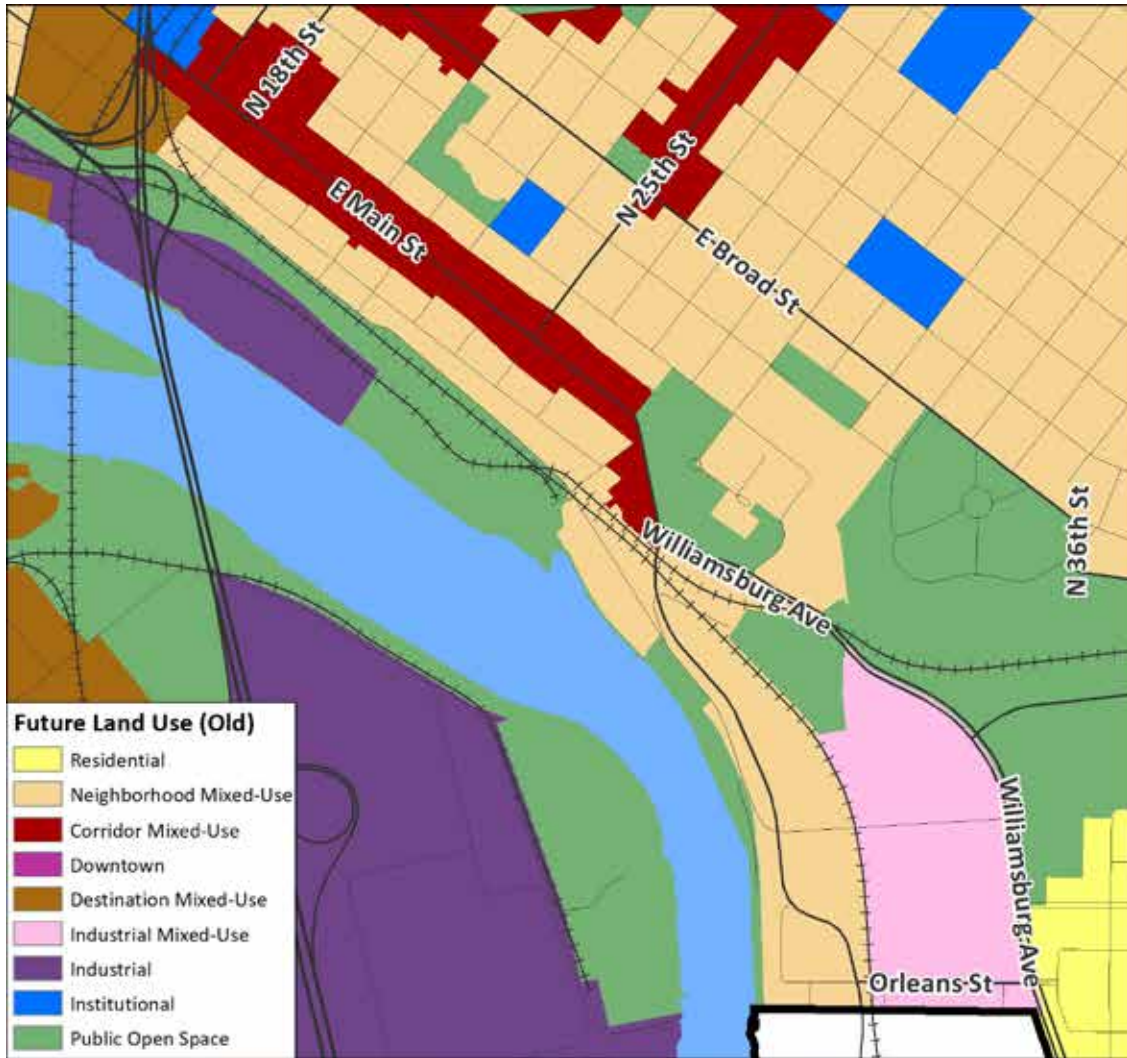 N 18th St
E Main St
N 25th St
E Broad St
Williamsburg Ave
N 36th St
Williamsburg Ave
Orleans St
Future Land Use (Old)
Residential
Neighborhood Mixed-Use
Corridor Mixed-Use
Downtown
Destination Mixed-Use
Industrial Mixed-Use
Industrial
Institutional
Public Open Space